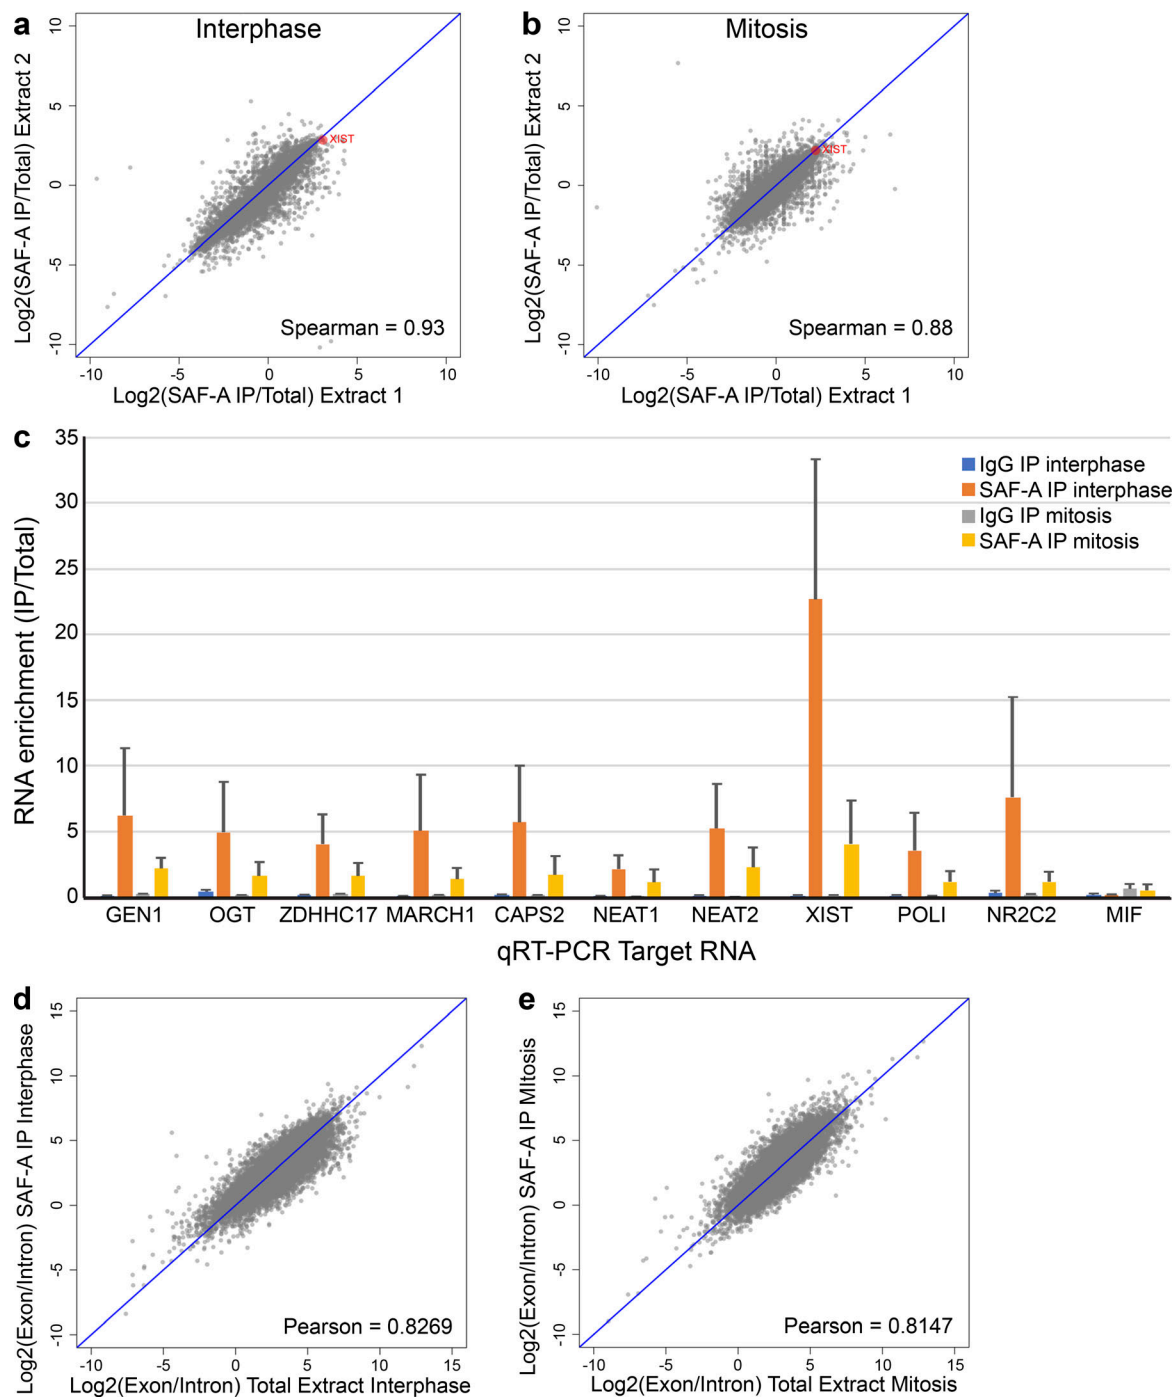 a
Interphase
10
5
0
-5
-10
Log2(SAF-A IP/Total) Extract 2
XIST
Spearman = 0.93
-10 -5 0 5 10
Log2(SAF-A IP/Total) Extract 1
b
Mitosis
10
5
0
-5
-10
Log2(SAF-A IP/Total) Extract 2
XIST
Spearman = 0.88
-10 -5 0 5 10
Log2(SAF-A IP/Total) Extract 1
c
35
30
25
20
15
10
5
0
RNA enrichment (IP/Total)
IgG IP interphase
SAF-A IP interphase
IgG IP mitosis
SAF-A IP mitosis
GEN1 OGT ZDHHC17 MARCH1 CAPS2 NEAT1 NEAT2 XIST POLI NR2C2 MIF
qRT-PCR Target RNA
d
15
10
5
0
-5
-10
Log2(Exon/Intron) SAF-A IP Interphase
Pearson = 0.8269
-10 -5 0 5 10 15
Log2(Exon/Intron) Total Extract Interphase
e
15
10
5
0
-5
-10
Log2(Exon/Intron) SAF-A IP MItosis
Pearson = 0.8147
-10 -5 0 5 10 15
Log2(Exon/Intron) Total Extract Mitosis